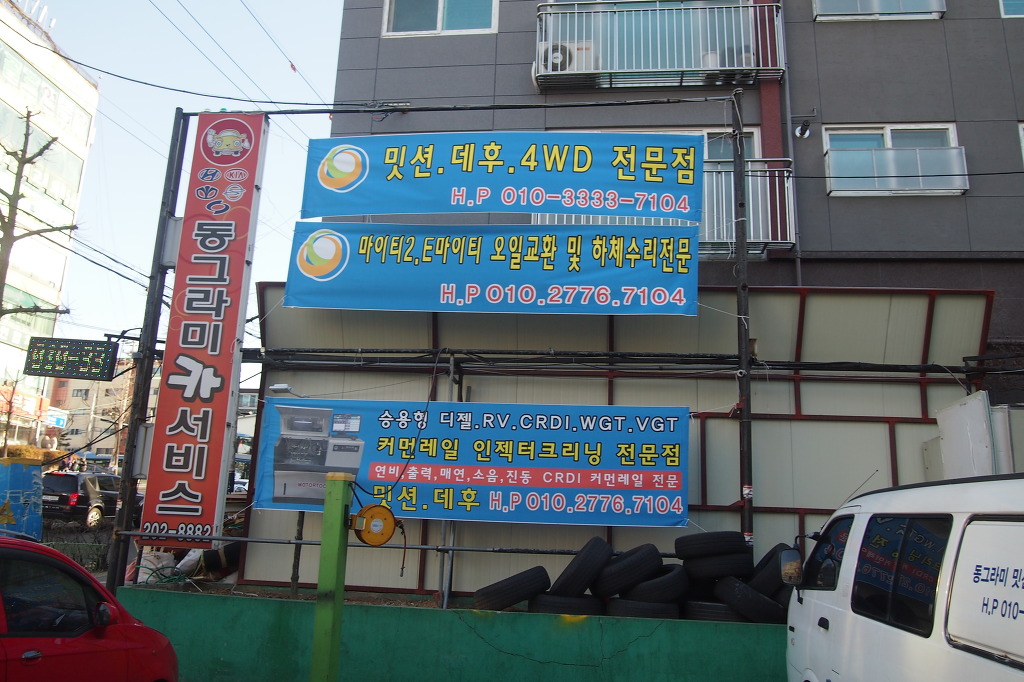 KIA
동그라미카서비스
202-8882
밋션.데후.4WD 전문점
H.P 010-3333-7104
마이티2.E마이티 오일교환 및 하체수리전문
H.P 010.2776.7104
승용형 디젤.RV.CRDI.WGT.VGT
커먼레일 인젝터크리닝 전문점
연비,출력,매연,소음,진동 CRDI 커먼레일 전문
밋션.데후 H.P 010.2776.7104
동그라미 밋
H.P 010-